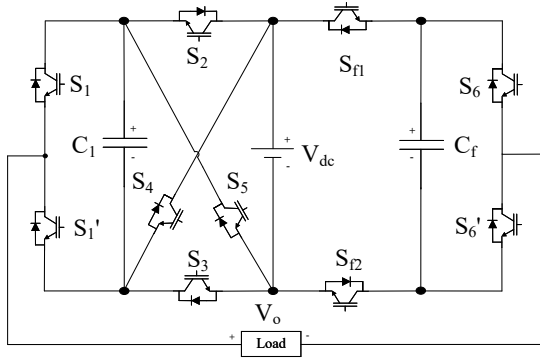 S2
Sf1
S1
S6
+
C1
-
+
Vdc
-
+
Cf
-
S4
S5
S1'
S6'
S3
Sf2
Vo
+ Load -